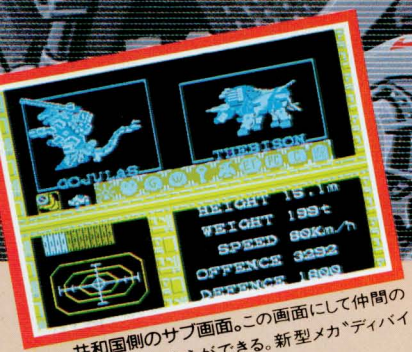 GOJULAS
THEBISON
HEIGHT 15.1m
WEIGHT 199t
SPEED 80Km/h
OFFENCE 3292
DEFENCE 1800
共和国側のサブ画面。この画面にして仲間の
ができる。新型メカ“ディバイ